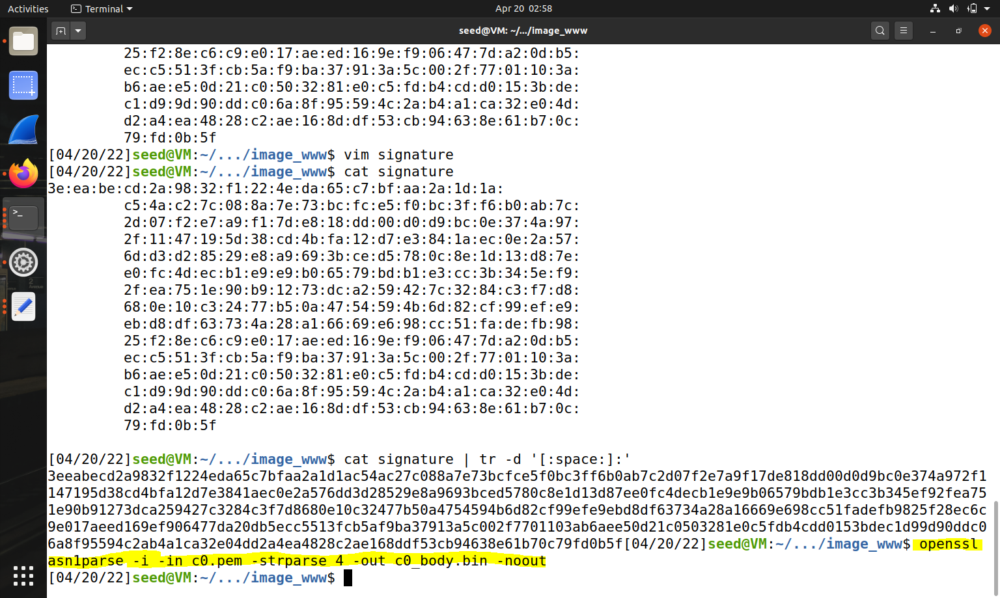 Activities
Terminal
Apr 20 02:58
seed@VM: ~/.../image_www
25:f2:8e:c6:c9:e0:17:ae:ed:16:9e:f9:06:47:7d:a2:0d:b5:
ec:c5:51:3f:cb:5a:f9:ba:37:91:3a:5c:00:2f:77:01:10:3a:
b6:ae:e5:0d:21:c0:50:32:81:e0:c5:fd:b4:cd:d0:15:3b:de:
c1:d9:9d:90:dd:c0:6a:8f:95:59:4c:2a:b4:a1:ca:32:e0:4d:
d2:a4:ea:48:28:c2:ae:16:8d:df:53:cb:94:63:8e:61:b7:0c:
79:fd:0b:5f
[04/20/22]seed@VM:~/.../image_www$ vim signature
[04/20/22]seed@VM:~/.../image_www$ cat signature
3e:ea:be:cd:2a:98:32:f1:22:4e:da:65:c7:bf:aa:2a:1d:1a:
c5:4a:c2:7c:08:8a:7e:73:bc:fc:e5:f0:bc:3f:f6:b0:ab:7c:
2d:07:f2:e7:a9:f1:7d:e8:18:dd:00:d0:d9:bc:0e:37:4a:97:
2f:11:47:19:5d:38:cd:4b:fa:12:d7:e3:84:1a:ec:0e:2a:57:
6d:d3:d2:85:29:e8:a9:69:3b:ce:d5:78:0c:8e:1d:13:d8:7e:
e0:fc:4d:ec:b1:e9:e9:b0:65:79:bd:b1:e3:cc:3b:34:5e:f9:
2f:ea:75:1e:90:b9:12:73:dc:a2:59:42:7c:32:84:c3:f7:d8:
68:0e:10:c3:24:77:b5:0a:47:54:59:4b:6d:82:cf:99:ef:e9:
eb:d8:df:63:73:4a:28:a1:66:69:e6:98:cc:51:fa:de:fb:98:
25:f2:8e:c6:c9:e0:17:ae:ed:16:9e:f9:06:47:7d:a2:0d:b5:
ec:c5:51:3f:cb:5a:f9:ba:37:91:3a:5c:00:2f:77:01:10:3a:
b6:ae:e5:0d:21:c0:50:32:81:e0:c5:fd:b4:cd:d0:15:3b:de:
c1:d9:9d:90:dd:c0:6a:8f:95:59:4c:2a:b4:a1:ca:32:e0:4d:
d2:a4:ea:48:28:c2:ae:16:8d:df:53:cb:94:63:8e:61:b7:0c:
79:fd:0b:5f
[04/20/22]seed@VM:~/.../image_www$ cat signature | tr -d '[:space:]:'
3eeabecd2a9832f1224eda65c7bfaa2a1d1ac54ac27c088a7e73bcfce5f0bc3ff6b0ab7c2d07f2e7a9f17de818dd00d0d9bc0e374a972f1
147195d38cd4bfa12d7e3841aec0e2a576dd3d28529e8a9693bced5780c8e1d13d87ee0fc4decb1e9e9b06579bdb1e3cc3b345ef92fea75
1e90b91273dca259427c3284c3f7d8680e10c32477b50a4754594b6d82cf99efe9ebd8df63734a28a16669e698cc51fadefb9825f28ec6c
9e017aeed169ef906477da20db5ecc5513fcb5af9ba37913a5c002f7701103ab6aee50d21c0503281e0c5fdb4cdd0153bdec1d99d90ddc0
6a8f95594c2ab4a1ca32e04dd2a4ea4828c2ae168ddf53cb94638e61b70c79fd0b5f[04/20/22]seed@VM:~/.../image_www$ openssl
asn1parse -i -in c0.pem -strparse 4 -out c0_body.bin -noout
[04/20/22]seed@VM:~/.../image_www$